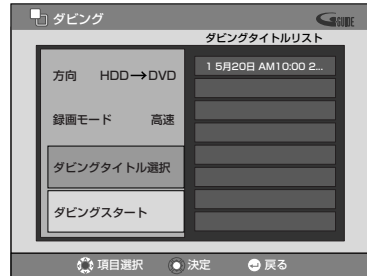 ダビング
GGUIDE
ダビングタイトルリスト
方向 HDD→DVD
1 5月20日 AM10:00 2...
録画モード 高速
ダビングタイトル選択
ダビングスタート
項目選択 決定 戻る